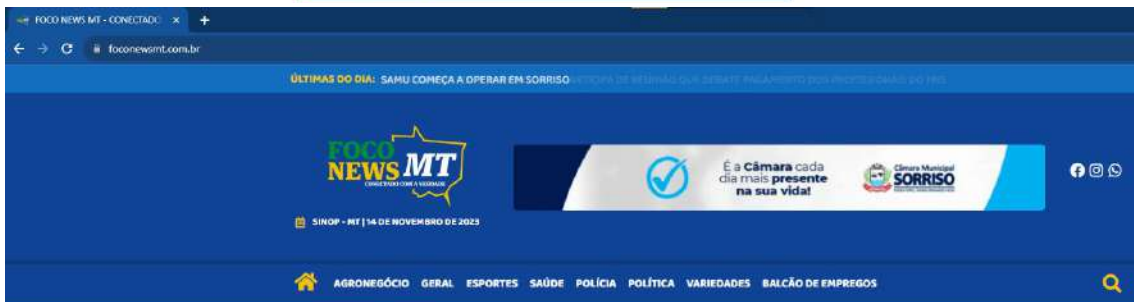 FOCO NEWS MT - CONECTADO
foconewsmt.com.br
ÚLTIMAS DO DIA: SAMU COMEÇA A OPERAR EM SORRISO
FOCO
NEWS MT
CONECTADO COM A VERDADE
É a Câmara cada
dia mais presente
na sua vida!
Câmara Municipal
SORRISO
SINOP - MT | 14 DE NOVEMBRO DE 2023
AGRONEGÓCIO GERAL ESPORTES SAÚDE POLÍCIA POLÍTICA VARIEDADES BALCÃO DE EMPREGOS